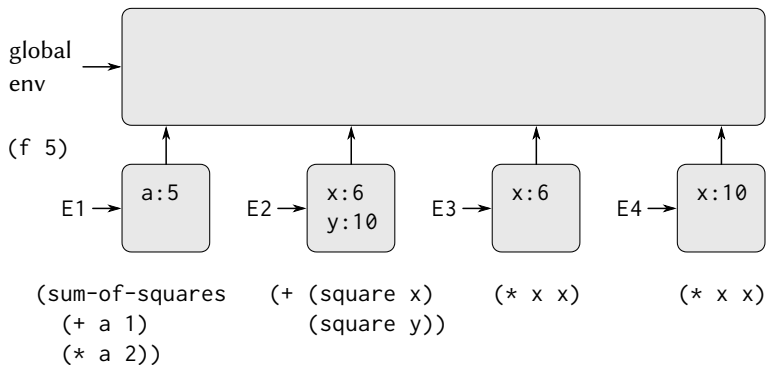 global
env
(f 5)
E1
a:5
E2
x:6
y:10
E3
x:6
E4
x:10
(sum-of-squares
(+ a 1)
(* a 2))
(+ (square x)
(square y))
(* x x)
(* x x)